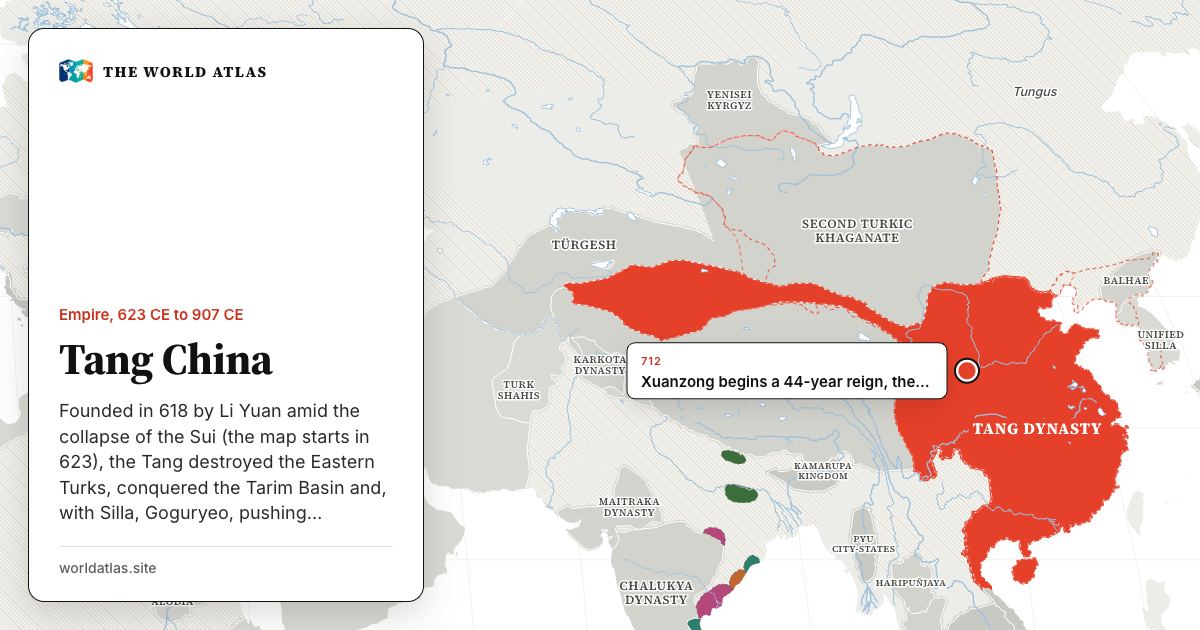 THE WORLD ATLAS
Empire, 623 CE to 907 CE
Tang China
Founded in 618 by Li Yuan amid the
collapse of the Sui (the map starts in
623), the Tang destroyed the Eastern
Turks, conquered the Tarim Basin and,
with Silla, Goguryeo, pushing...
worldatlas.site
YENISEI
KYRGYZ
Tungus
SECOND TURKIC
KHAGANATE
TÜRGESH
BALHAE
UNIFIED
SILLA
KARKOTA
DYNASTY
712
Xuanzong begins a 44-year reign, the...
TURK
SHAHIS
TANG DYNASTY
KAMARUPA
KINGDOM
MAITRAKA
DYNASTY
PYU
CITY-STATES
HARIPUÑJAYA
CHALUKYA
DYNASTY
ALODIA